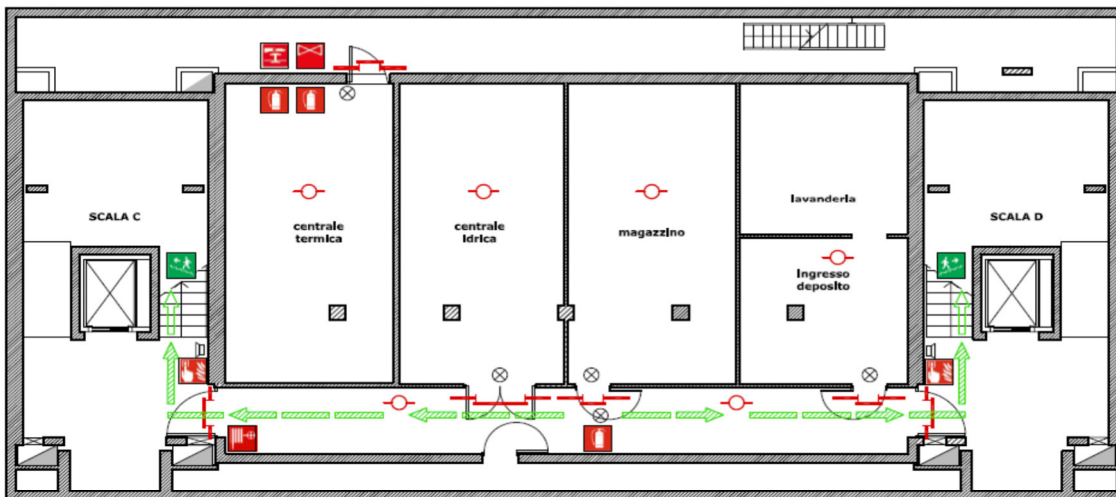 SCALA C
centrale
termica
centrale
idrica
magazzino
lavanderia
Ingresso
deposito
SCALA D